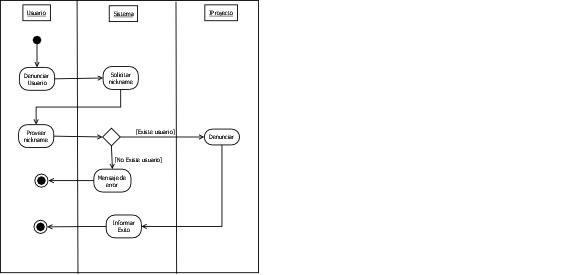 Usuario
Sistema
IProyecto
Denunciar
Usuario
Solicitar
nickname
Proveer
nickname
[Existe usuario]
Denunciar
[No Existe usuario]
Mensaje de
error
Informar
Exito